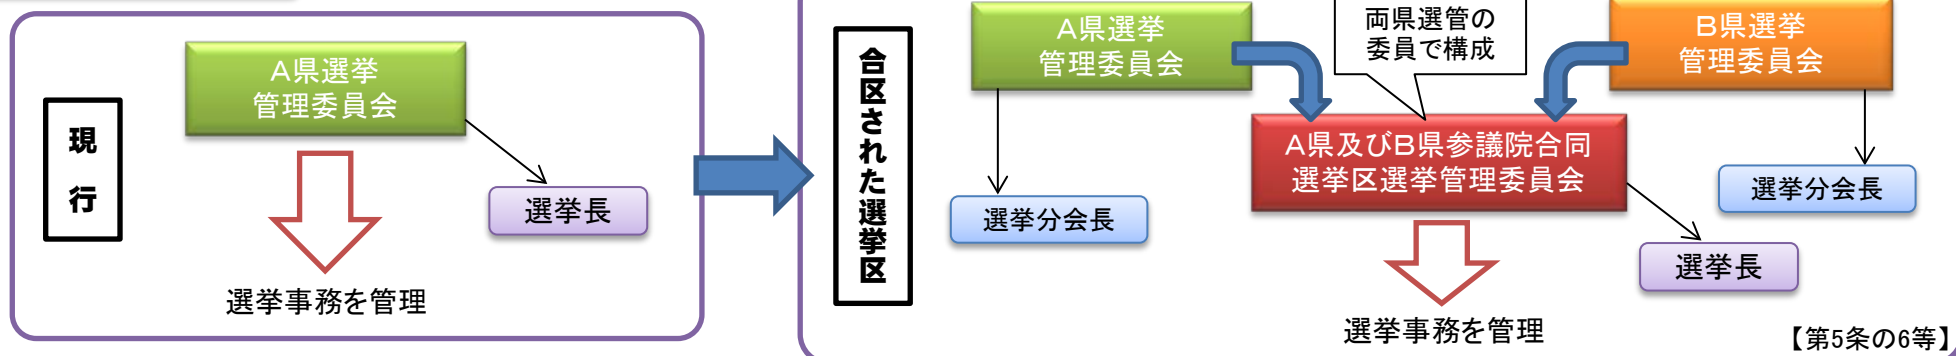 現
行
A県選挙
管理委員会
選挙長
選挙事務を管理
合区された選挙区
A県選挙
管理委員会
両県選管の
委員で構成
B県選挙
管理委員会
A県及びB県参議院合同
選挙区選挙管理委員会
選挙分会長
選挙分会長
選挙長
選挙事務を管理
【第5条の6等】